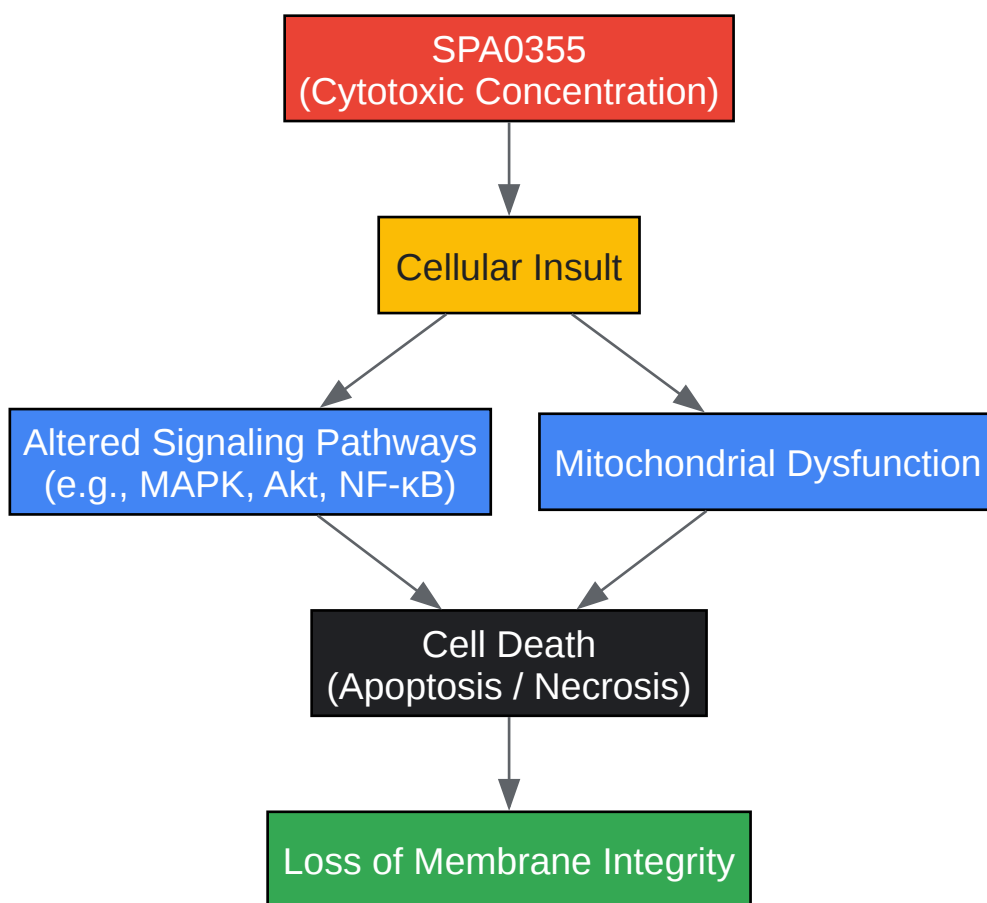 SPA0355
(Cytotoxic Concentration)
Cellular Insult
Altered Signaling Pathways
(e.g., MAPK, Akt, NF-κB)
Mitochondrial Dysfunction
Cell Death
(Apoptosis / Necrosis)
Loss of Membrane Integrity